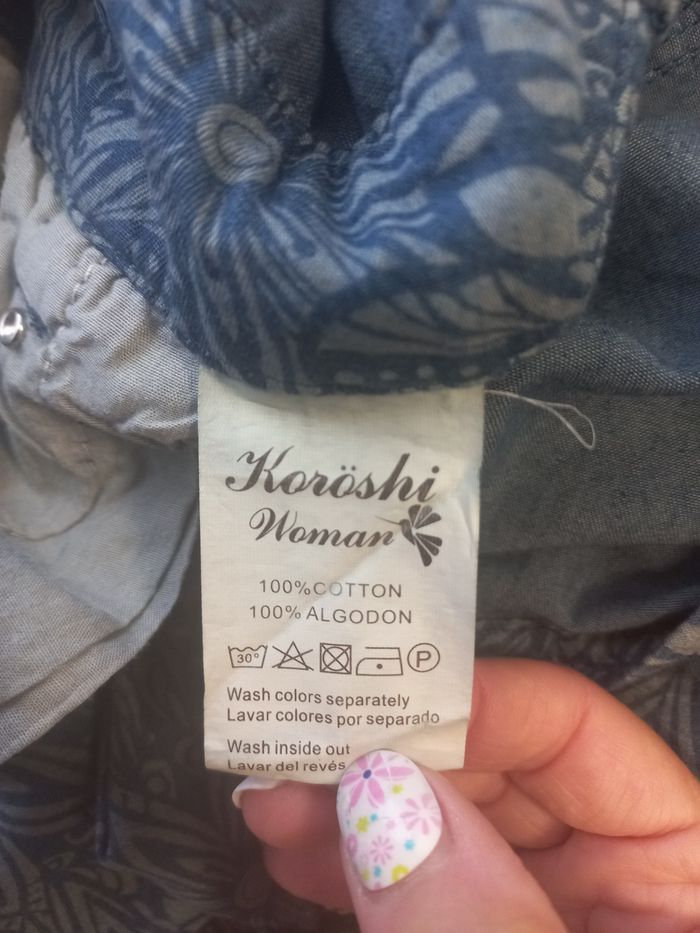 Koröshi
Woman
100%COTTON
100% ALGODON
30°
P
Wash colors separately
Lavar colores por separado
Wash inside out
Lavar del revés